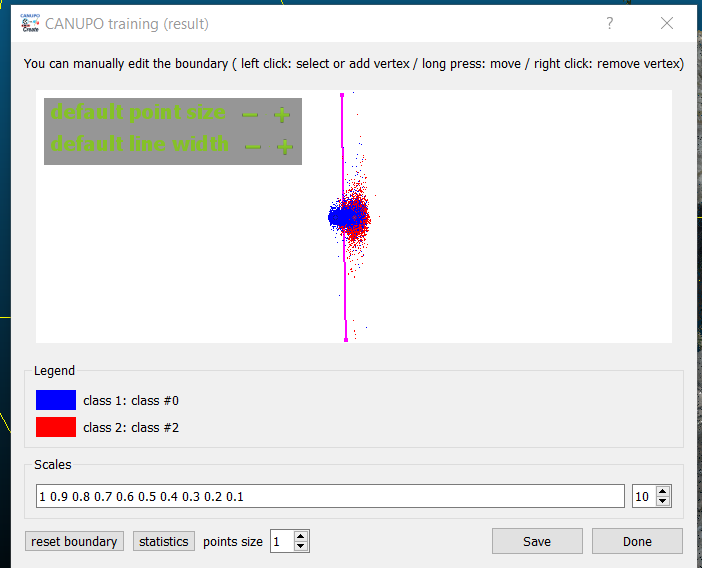 CANUPO
Create
CANUPO training (result)
?
You can manually edit the boundary ( left click: select or add vertex / long press: move / right click: remove vertex)
default point size − +
default line width − +
Legend
class 1: class #0
class 2: class #2
Scales
1 0.9 0.8 0.7 0.6 0.5 0.4 0.3 0.2 0.1
10
reset boundary
statistics
points size
1
Save
Done